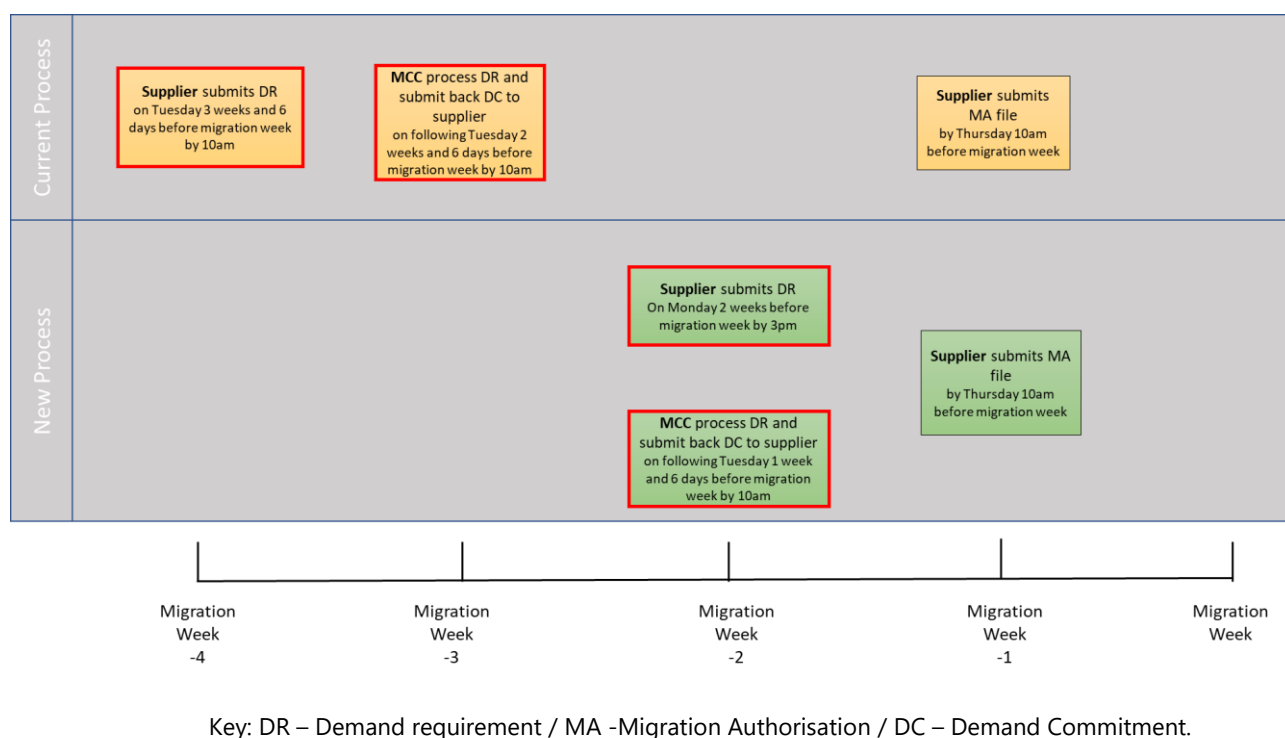 Current Process
Supplier submits DR
on Tuesday 3 weeks and 6
days before migration week
by 10am
MCC process DR and
submit back DC to
supplier
on following Tuesday 2
weeks and 6 days before
migration week by 10am
Supplier submits
MA file
by Thursday 10am
before migration week
New Process
Supplier submits DR
On Monday 2 weeks before
migration week by 3pm
MCC process DR and
submit back DC to supplier
on following Tuesday 1 week
and 6 days before migration
week by 10am
Supplier submits MA
file
by Thursday 10am
before migration week
Migration
Week
-4
Migration
Week
-3
Migration
Week
-2
Migration
Week
-1
Migration
Week
Key: DR – Demand requirement / MA -Migration Authorisation / DC – Demand Commitment.